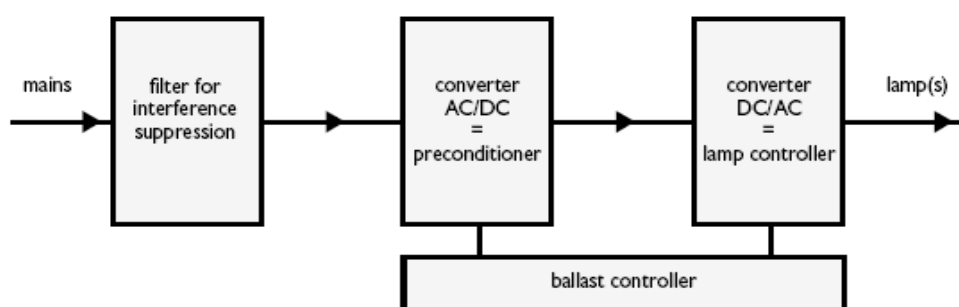 mains
filter for
interference
suppression
converter
AC/DC
=
preconditioner
converter
DC/AC
=
lamp controller
lamp(s)
ballast controller